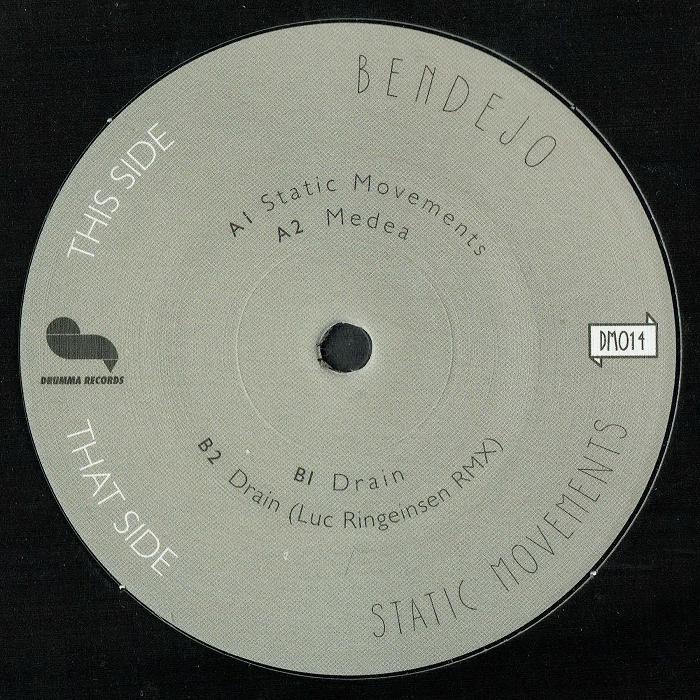 BENDEJO
THIS SIDE
A1 Static Movements
A2 Medea
DRUMMA RECORDS
DM014
THAT SIDE
B1 Drain
B2 Drain (Luc Ringeinsen RMX)
STATIC MOVEMENTS